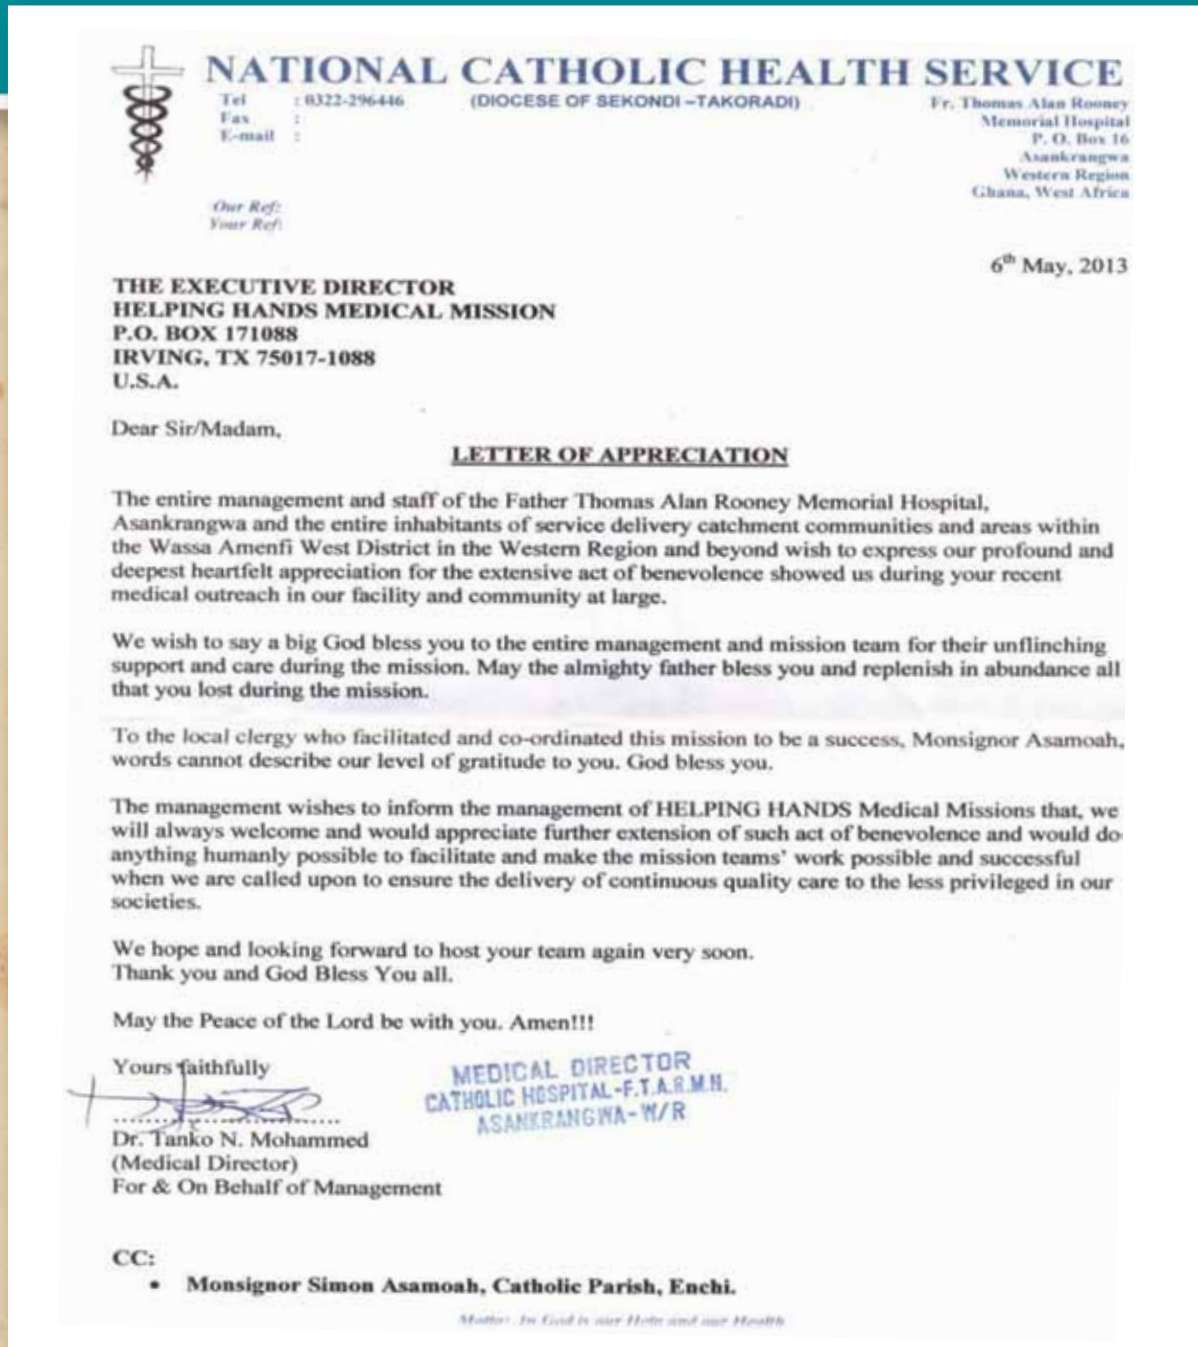 NATIONAL CATHOLIC HEALTH SERVICE
Tel : 0322-296446
(DIOCESE OF SEKONDI –TAKORADI)
Fax :
E-mail :
Fr. Thomas Alan Rooney
Memorial Hospital
P. O. Box 16
Asankrangwa
Western Region
Ghana, West Africa
Our Ref:
Your Ref:
6th May, 2013
THE EXECUTIVE DIRECTOR
HELPING HANDS MEDICAL MISSION
P.O. BOX 171088
IRVING, TX 75017-1088
U.S.A.
Dear Sir/Madam,
LETTER OF APPRECIATION
The entire management and staff of the Father Thomas Alan Rooney Memorial Hospital,
Asankrangwa and the entire inhabitants of service delivery catchment communities and areas within
the Wassa Amenfi West District in the Western Region and beyond wish to express our profound and
deepest heartfelt appreciation for the extensive act of benevolence showed us during your recent
medical outreach in our facility and community at large.
We wish to say a big God bless you to the entire management and mission team for their unflinching
support and care during the mission. May the almighty father bless you and replenish in abundance all
that you lost during the mission.
To the local clergy who facilitated and co-ordinated this mission to be a success, Monsignor Asamoah,
words cannot describe our level of gratitude to you. God bless you.
The management wishes to inform the management of HELPING HANDS Medical Missions that, we
will always welcome and would appreciate further extension of such act of benevolence and would do
anything humanly possible to facilitate and make the mission teams' work possible and successful
when we are called upon to ensure the delivery of continuous quality care to the less privileged in our
societies.
We hope and looking forward to host your team again very soon.
Thank you and God Bless You all.
May the Peace of the Lord be with you. Amen!!!
Yours faithfully
MEDICAL DIRECTOR
CATHOLIC HOSPITAL-F.T.A.R.M.H.
ASANKRANGWA-W/R
Dr. Tanko N. Mohammed
(Medical Director)
For & On Behalf of Management
CC:
• Monsignor Simon Asamoah, Catholic Parish, Enchi.
Motto: In God is our Help and our Health